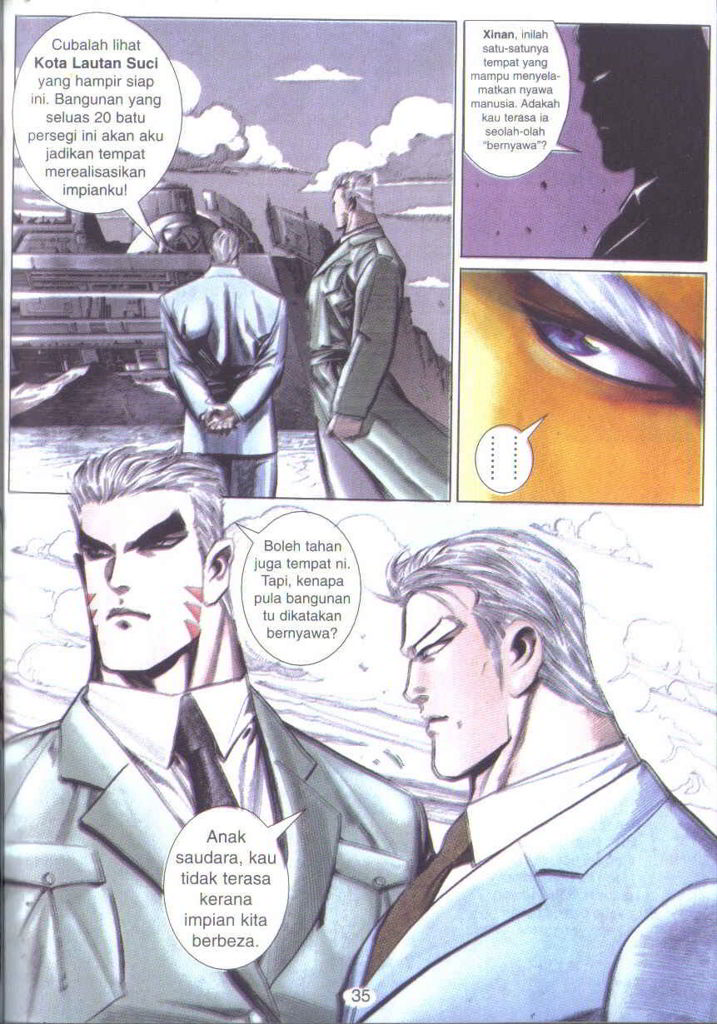 Cubalah lihat
Kota Lautan Suci
yang hampir siap
ini. Bangunan yang
seluas 20 batu
persegi ini akan aku
jadikan tempat
merealisasikan
impianku!
Xinan, inilah
satu-satunya
tempat yang
mampu menyela-
matkan nyawa
manusia. Adakah
kau terasa ia
seolah-olah
“bernyawa”?
Boleh tahan
juga tempat ni.
Tapi, kenapa
pula bangunan
tu dikatakan
bernyawa?
Anak
saudara, kau
tidak terasa
kerana
impian kita
berbeza.
35